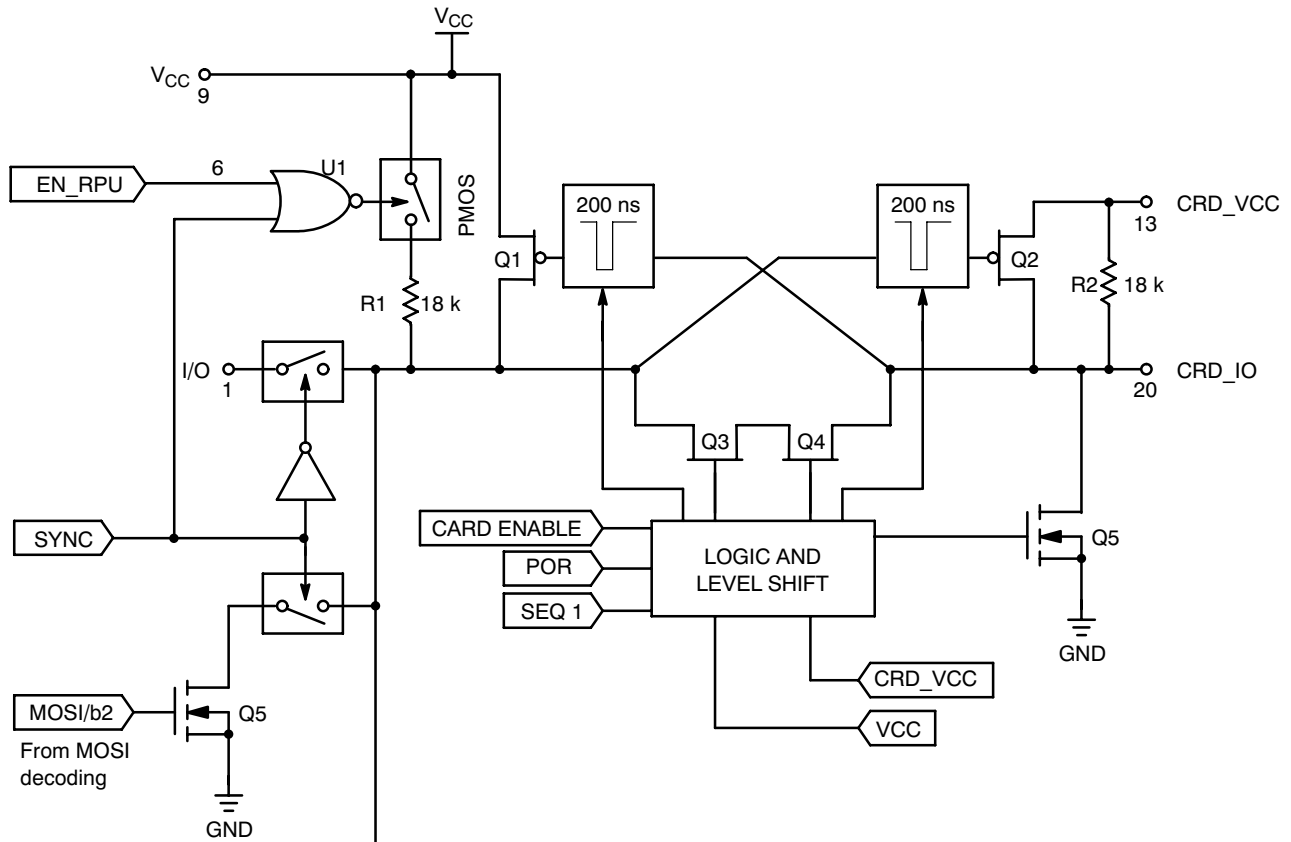 VCC
VCC
9
EN_RPU
6
U1
PMOS
200 ns
200 ns
CRD_VCC
13
Q1
Q2
R1
18 k
R2
18 k
I/O
1
CRD_IO
20
Q3
Q4
SYNC
CARD ENABLE
POR
SEQ 1
LOGIC AND
LEVEL SHIFT
Q5
GND
CRD_VCC
VCC
MOSI/b2
Q5
From MOSI
decoding
GND